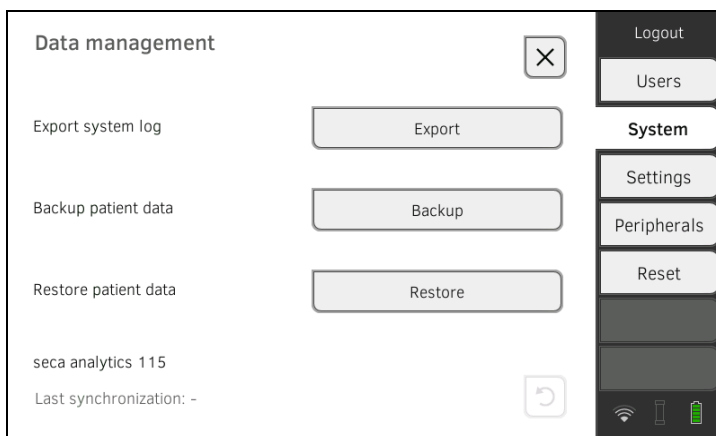 Data management
Export system log
Export
Backup patient data
Backup
Restore patient data
Restore
seca analytics 115
Last synchronization: -
Logout
Users
System
Settings
Peripherals
Reset